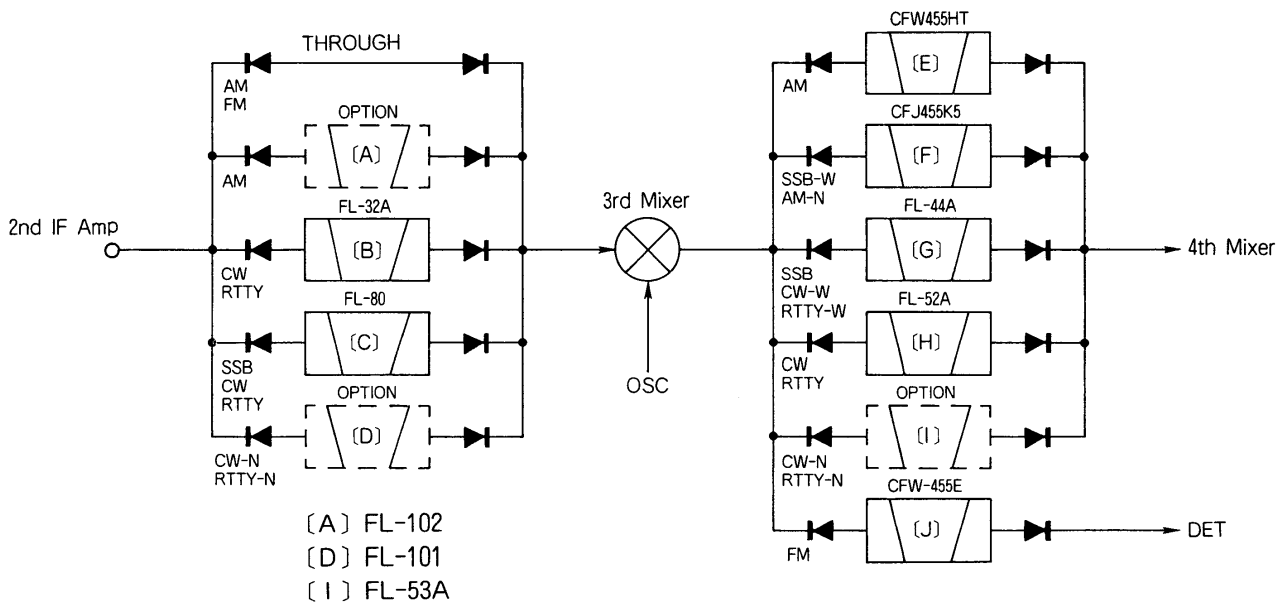 THROUGH
AM
FM
OPTION
〔A〕
AM
2nd IF Amp
FL-32A
〔B〕
CW
RTTY
FL-80
〔C〕
SSB
CW
RTTY
OPTION
〔D〕
CW-N
RTTY-N
〔A〕 FL-102
〔D〕 FL-101
〔I〕 FL-53A
3rd Mixer
OSC
CFW455HT
〔E〕
AM
CFJ455K5
〔F〕
SSB-W
AM-N
FL-44A
〔G〕
4th Mixer
SSB
CW-W
RTTY-W
FL-52A
〔H〕
CW
RTTY
OPTION
〔I〕
CW-N
RTTY-N
CFW-455E
〔J〕
FM
DET